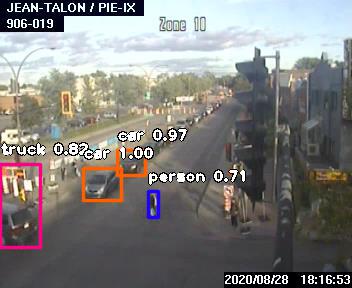 JEAN-TALON / PIE-IX
906-019
Zone 10
car 0.97
truck 0.82
car 1.00
person 0.71
2020/08/28 18:16:53